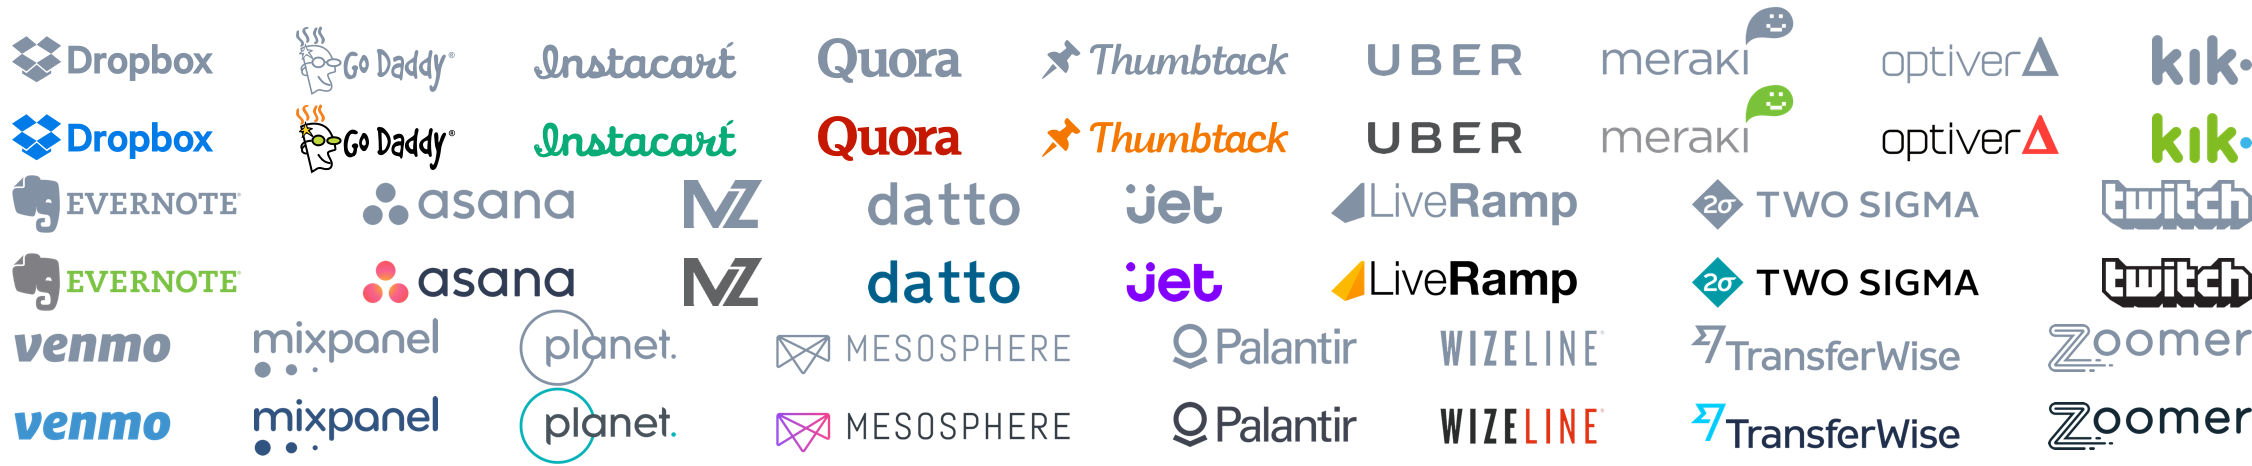 Dropbox Go Daddy® Instacart Quora Thumbtack UBER meraki optiver kik·
Dropbox Go Daddy® Instacart Quora Thumbtack UBER meraki optiver kik·
EVERNOTE® asana MZ datto jet LiveRamp 2σ TWO SIGMA twitch
EVERNOTE® asana MZ datto jet LiveRamp 2σ TWO SIGMA twitch
venmo mixpanel planet. MESOSPHERE Palantir WIZELINE® TransferWise Zoomer
venmo mixpanel planet. MESOSPHERE Palantir WIZELINE® TransferWise Zoomer